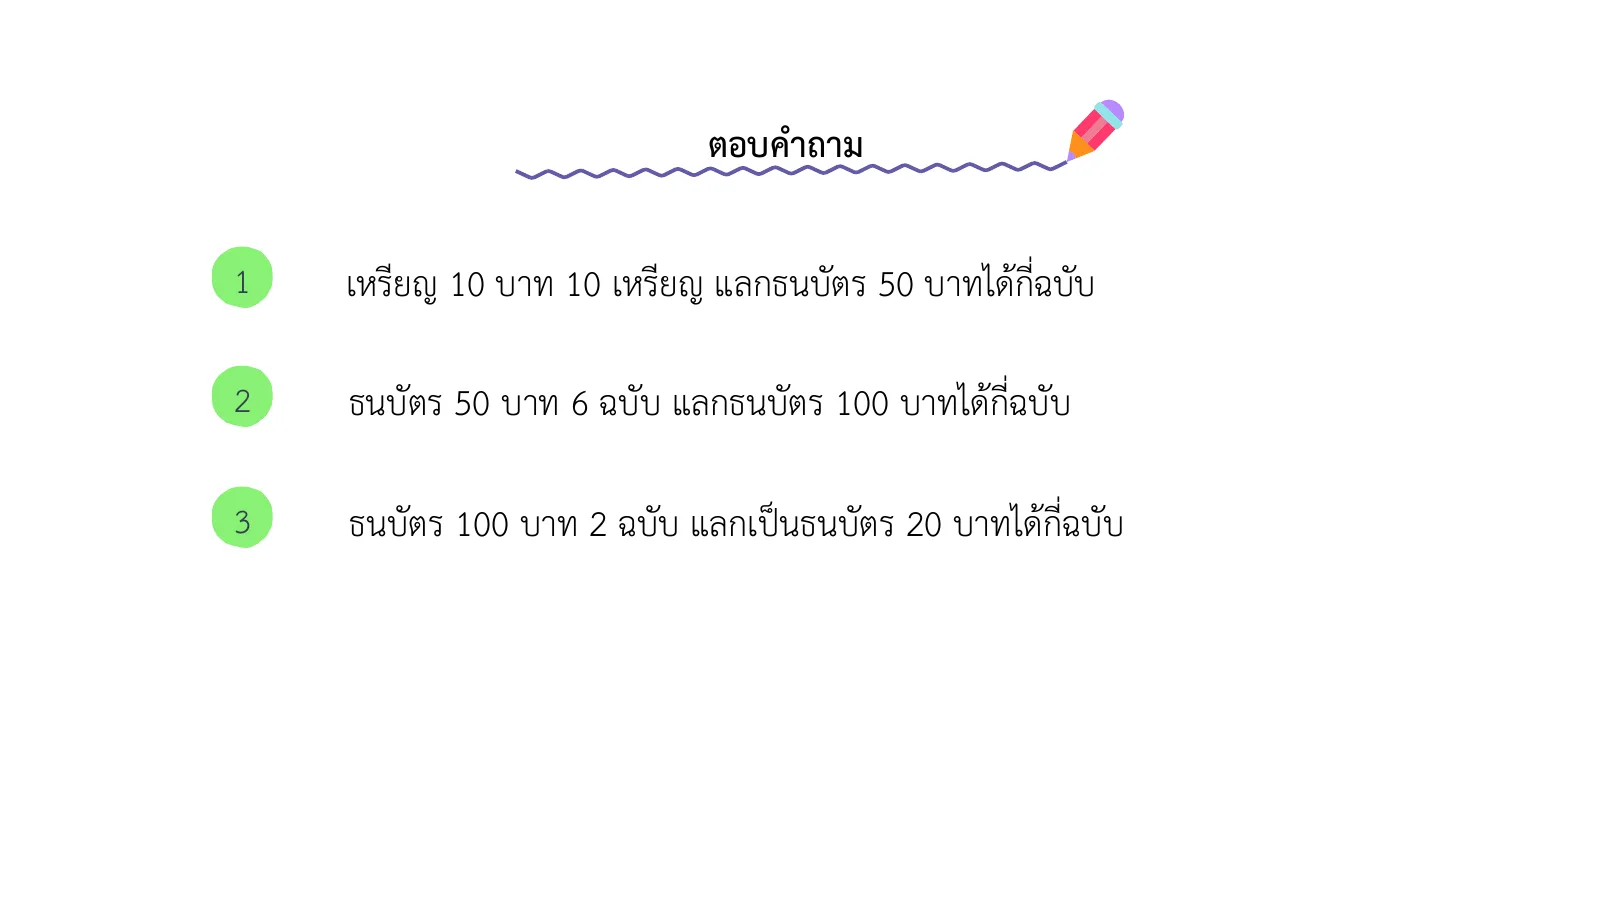 ตอบคำถาม
1 เหรียญ 10 บาท 10 เหรียญ แลกธนบัตร 50 บาทได้กี่ฉบับ
2 ธนบัตร 50 บาท 6 ฉบับ แลกธนบัตร 100 บาทได้กี่ฉบับ
3 ธนบัตร 100 บาท 2 ฉบับ แลกเป็นธนบัตร 20 บาทได้กี่ฉบับ